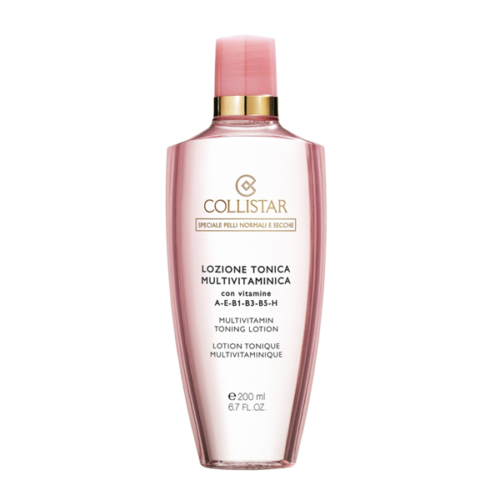 COLLISTAR
SPECIALE PELLI NORMALI E SECCHE
LOZIONE TONICA
MULTIVITAMINICA
con vitamine
A-E-B1-B3-B5-H
MULTIVITAMIN
TONING LOTION
LOTION TONIQUE
MULTIVITAMINIQUE
e 200 ml
6.7 FL.OZ.